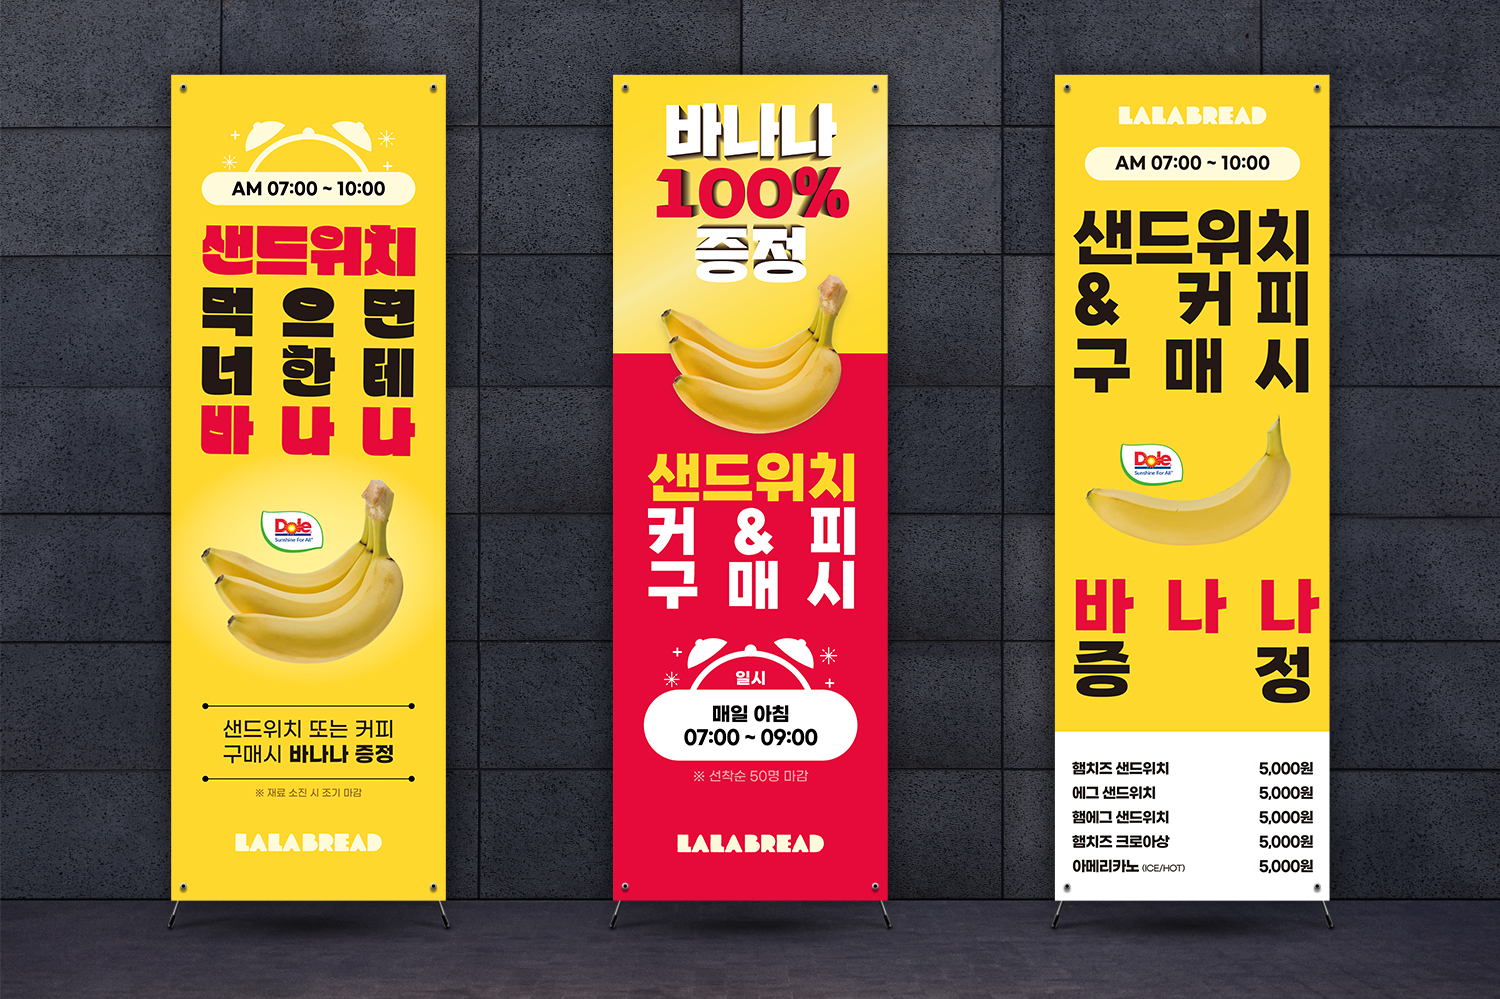 AM 07:00 ~ 10:00
샌드위치
먹으면
너한테
바나나
Dole
Sunshine For All
샌드위치 또는 커피
구매시 바나나 증정
※ 재료 소진 시 조기 마감
LALABREAD
바나나
100%
증정
샌드위치
커 & 피
구매시
일시
매일 아침
07:00 ~ 09:00
※ 선착순 50명 마감
LALABREAD
LALABREAD
AM 07:00 ~ 10:00
샌드위치
& 커피
구매시
Dole
Sunshine For All
바나나
증정
햄치즈 샌드위치 5,000원
에그 샌드위치 5,000원
햄에그 샌드위치 5,000원
햄치즈 크로아상 5,000원
아메리카노 (ICE/HOT) 5,000원